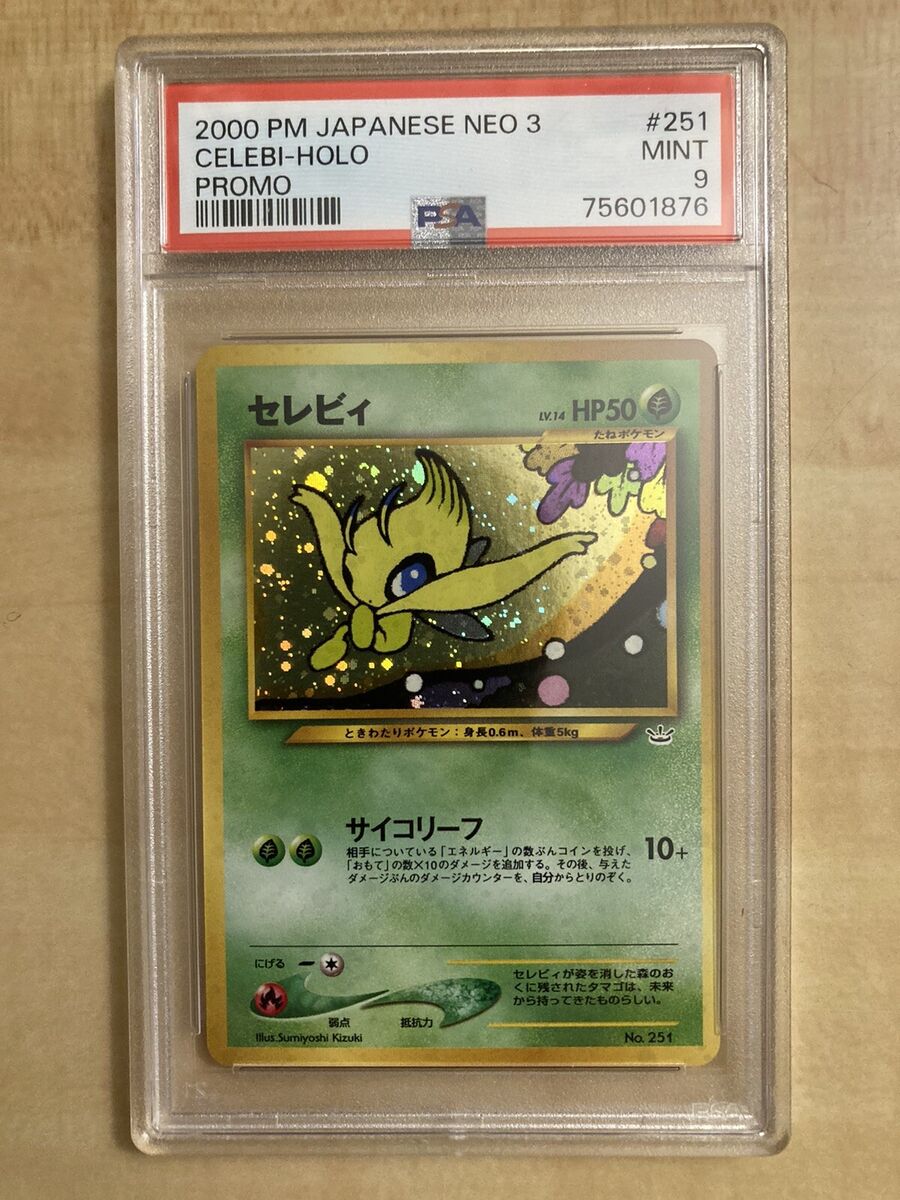 2000 PM JAPANESE NEO 3 #251
CELEBI-HOLO MINT
PROMO 9
PSA 75601876
セレビィ LV.14 HP50
たねポケモン
ときわたりポケモン：身長0.6m、体重5kg
サイコリーフ 10+
相手についている「エネルギー」の数ぶんコインを投げ、
「おもて」の数×10のダメージを追加する。その後、与えた
ダメージぶんのダメージカウンターを、自分からとりのぞく。
にげる
セレビィが姿を消した森のお
くに残されたタマゴは、未来
から持ってきたものらしい。
弱点 抵抗力
Illus.Sumiyoshi Kizuki No. 251
PSA